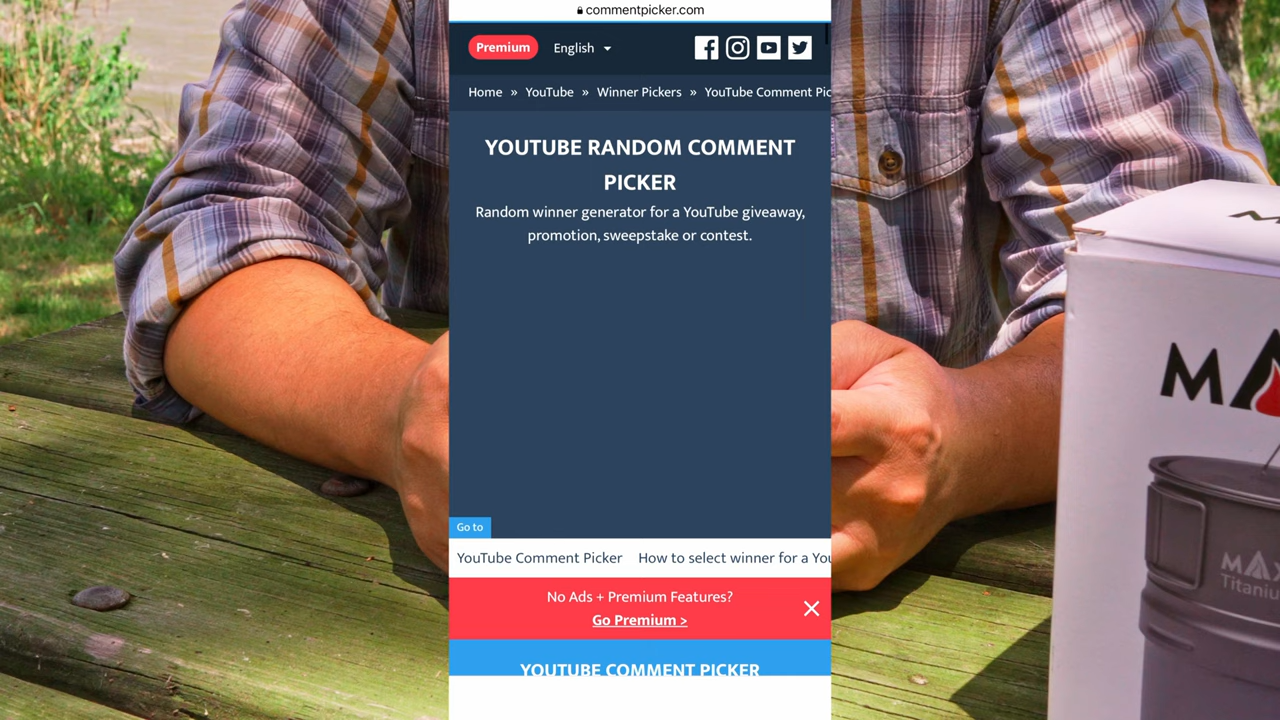 commentpicker.com
Premium
English
Home » YouTube » Winner Pickers » YouTube Comment Pic
YOUTUBE RANDOM COMMENT
PICKER
Random winner generator for a YouTube giveaway,
promotion, sweepstake or contest.
Go to
YouTube Comment Picker
How to select winner for a You
No Ads + Premium Features?
Go Premium >
YOUTUBE COMMENT PICKER
MA
MAX
Titaniu